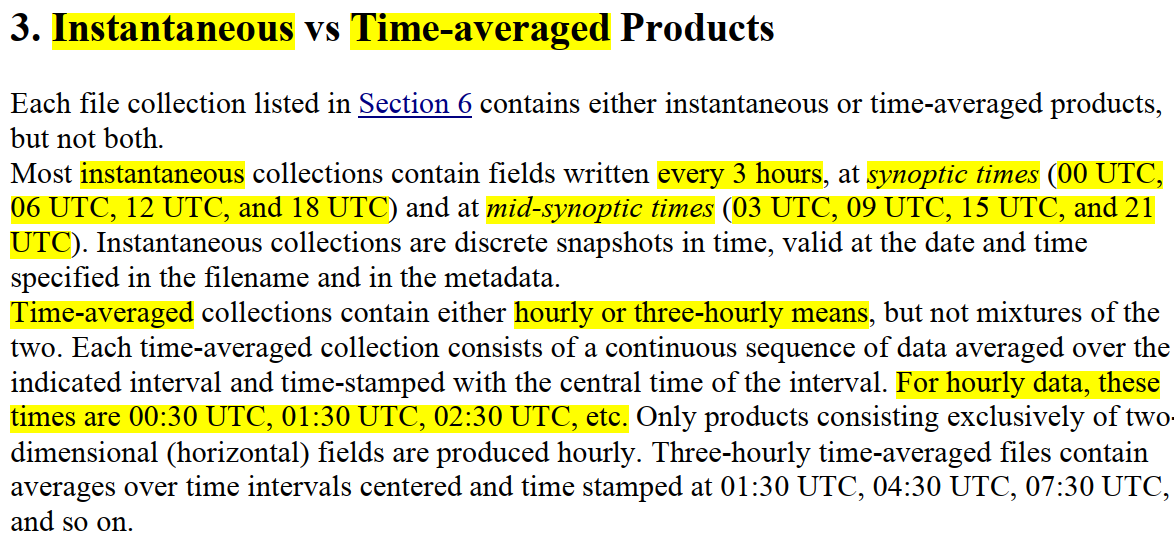 3. Instantaneous vs Time-averaged Products
Each file collection listed in Section 6 contains either instantaneous or time-averaged products,
but not both.
Most instantaneous collections contain fields written every 3 hours, at synoptic times (00 UTC,
06 UTC, 12 UTC, and 18 UTC) and at mid-synoptic times (03 UTC, 09 UTC, 15 UTC, and 21
UTC). Instantaneous collections are discrete snapshots in time, valid at the date and time
specified in the filename and in the metadata.
Time-averaged collections contain either hourly or three-hourly means, but not mixtures of the
two. Each time-averaged collection consists of a continuous sequence of data averaged over the
indicated interval and time-stamped with the central time of the interval. For hourly data, these
times are 00:30 UTC, 01:30 UTC, 02:30 UTC, etc. Only products consisting exclusively of two-
dimensional (horizontal) fields are produced hourly. Three-hourly time-averaged files contain
averages over time intervals centered and time stamped at 01:30 UTC, 04:30 UTC, 07:30 UTC,
and so on.